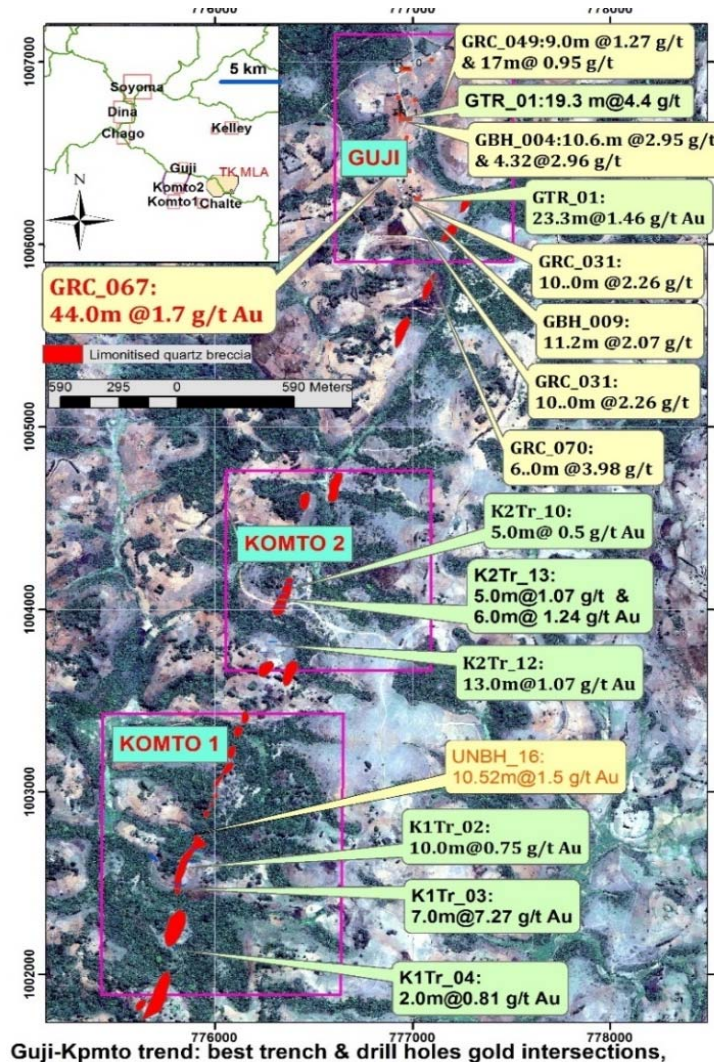 776000
777000
778000
1007000
1006000
1005000
1004000
1003000
1002000
5 km
Soyoma
Dina
Chago
Kelley
Guji
TK MLA
Komto2
Komto1
Chalte
N
GUJI
GRC_049:9.0m @1.27 g/t
& 17m@ 0.95 g/t
GTR_01:19.3 m@4.4 g/t
GBH_004:10.6.m @2.95 g/t
& 4.32@2.96 g/t
GTR_01:
23.3m@1.46 g/t Au
GRC_031:
10..0m @2.26 g/t
GBH_009:
11.2m @2.07 g/t
GRC_031:
10..0m @2.26 g/t
GRC_070:
6..0m @3.98 g/t
GRC_067:
44.0m @1.7 g/t Au
Limonitised quartz breccia
590 295 0 590 Meters
KOMTO 2
K2Tr_10:
5.0m@ 0.5 g/t Au
K2Tr_13:
5.0m@1.07 g/t &
6.0m@ 1.24 g/t Au
K2Tr_12:
13.0m@1.07 g/t Au
KOMTO 1
UNBH_16:
10.52m@1.5 g/t Au
K1Tr_02:
10.0m@0.75 g/t Au
K1Tr_03:
7.0m@7.27 g/t Au
K1Tr_04:
2.0m@0.81 g/t Au
1007000
1006000
1005000
1004000
1003000
1002000
776000
777000
778000
Guji-Kpmto trend: best trench & drill holes gold intersections,